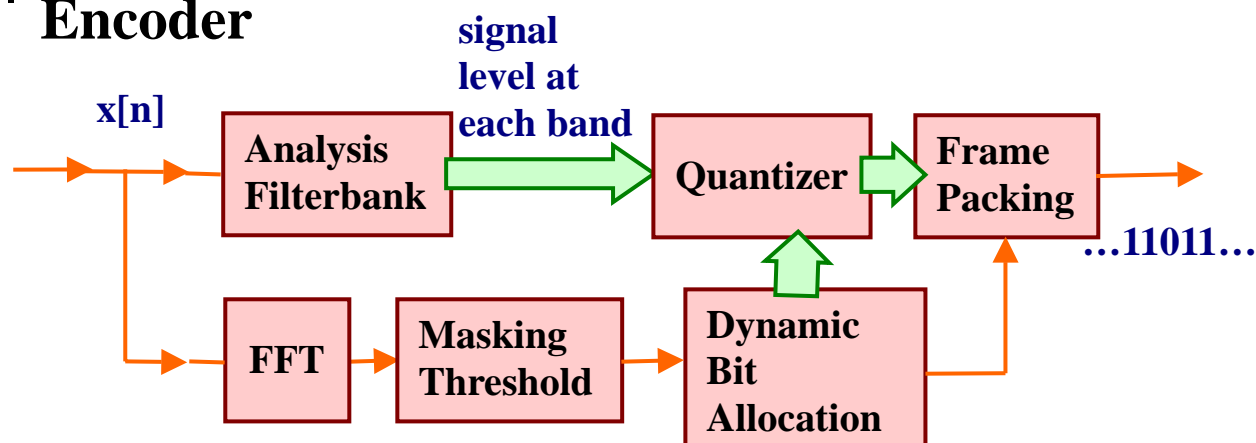 Encoder
signal
level at
each band
x[n]
Analysis
Filterbank
Quantizer
Frame
Packing
…11011…
FFT
Masking
Threshold
Dynamic
Bit
Allocation